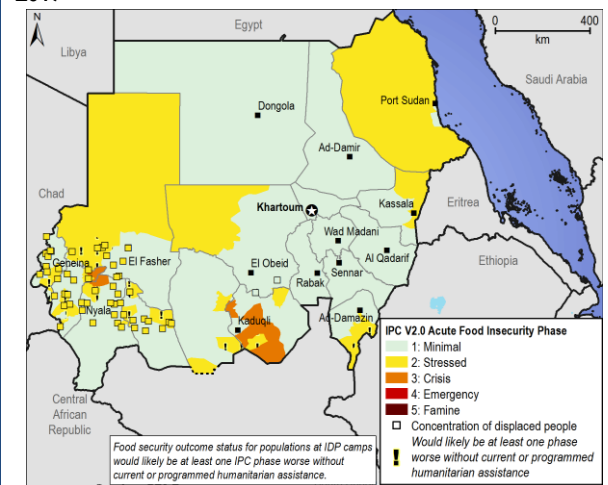 Egypt
0
400
km
N
Libya
Saudi Arabia
Port Sudan
Dongola
Ad-Damir
Chad
Khartoum
Kassala
Eritrea
Wad Madani
Geneina
El Fasher
El Obeid
Al Qadarif
Ethiopia
Sennar
Rabak
Nyala
Kaduqli
Ad-Damazin
Central
African
Republic
IPC V2.0 Acute Food Insecurity Phase
1: Minimal
2: Stressed
3: Crisis
4: Emergency
5: Famine
Concentration of displaced people
Would likely be at least one phase
worse without current or programmed
humanitarian assistance
Food security outcome status for populations at IDP camps
would likely be at least one IPC phase worse without
current or programmed humanitarian assistance.